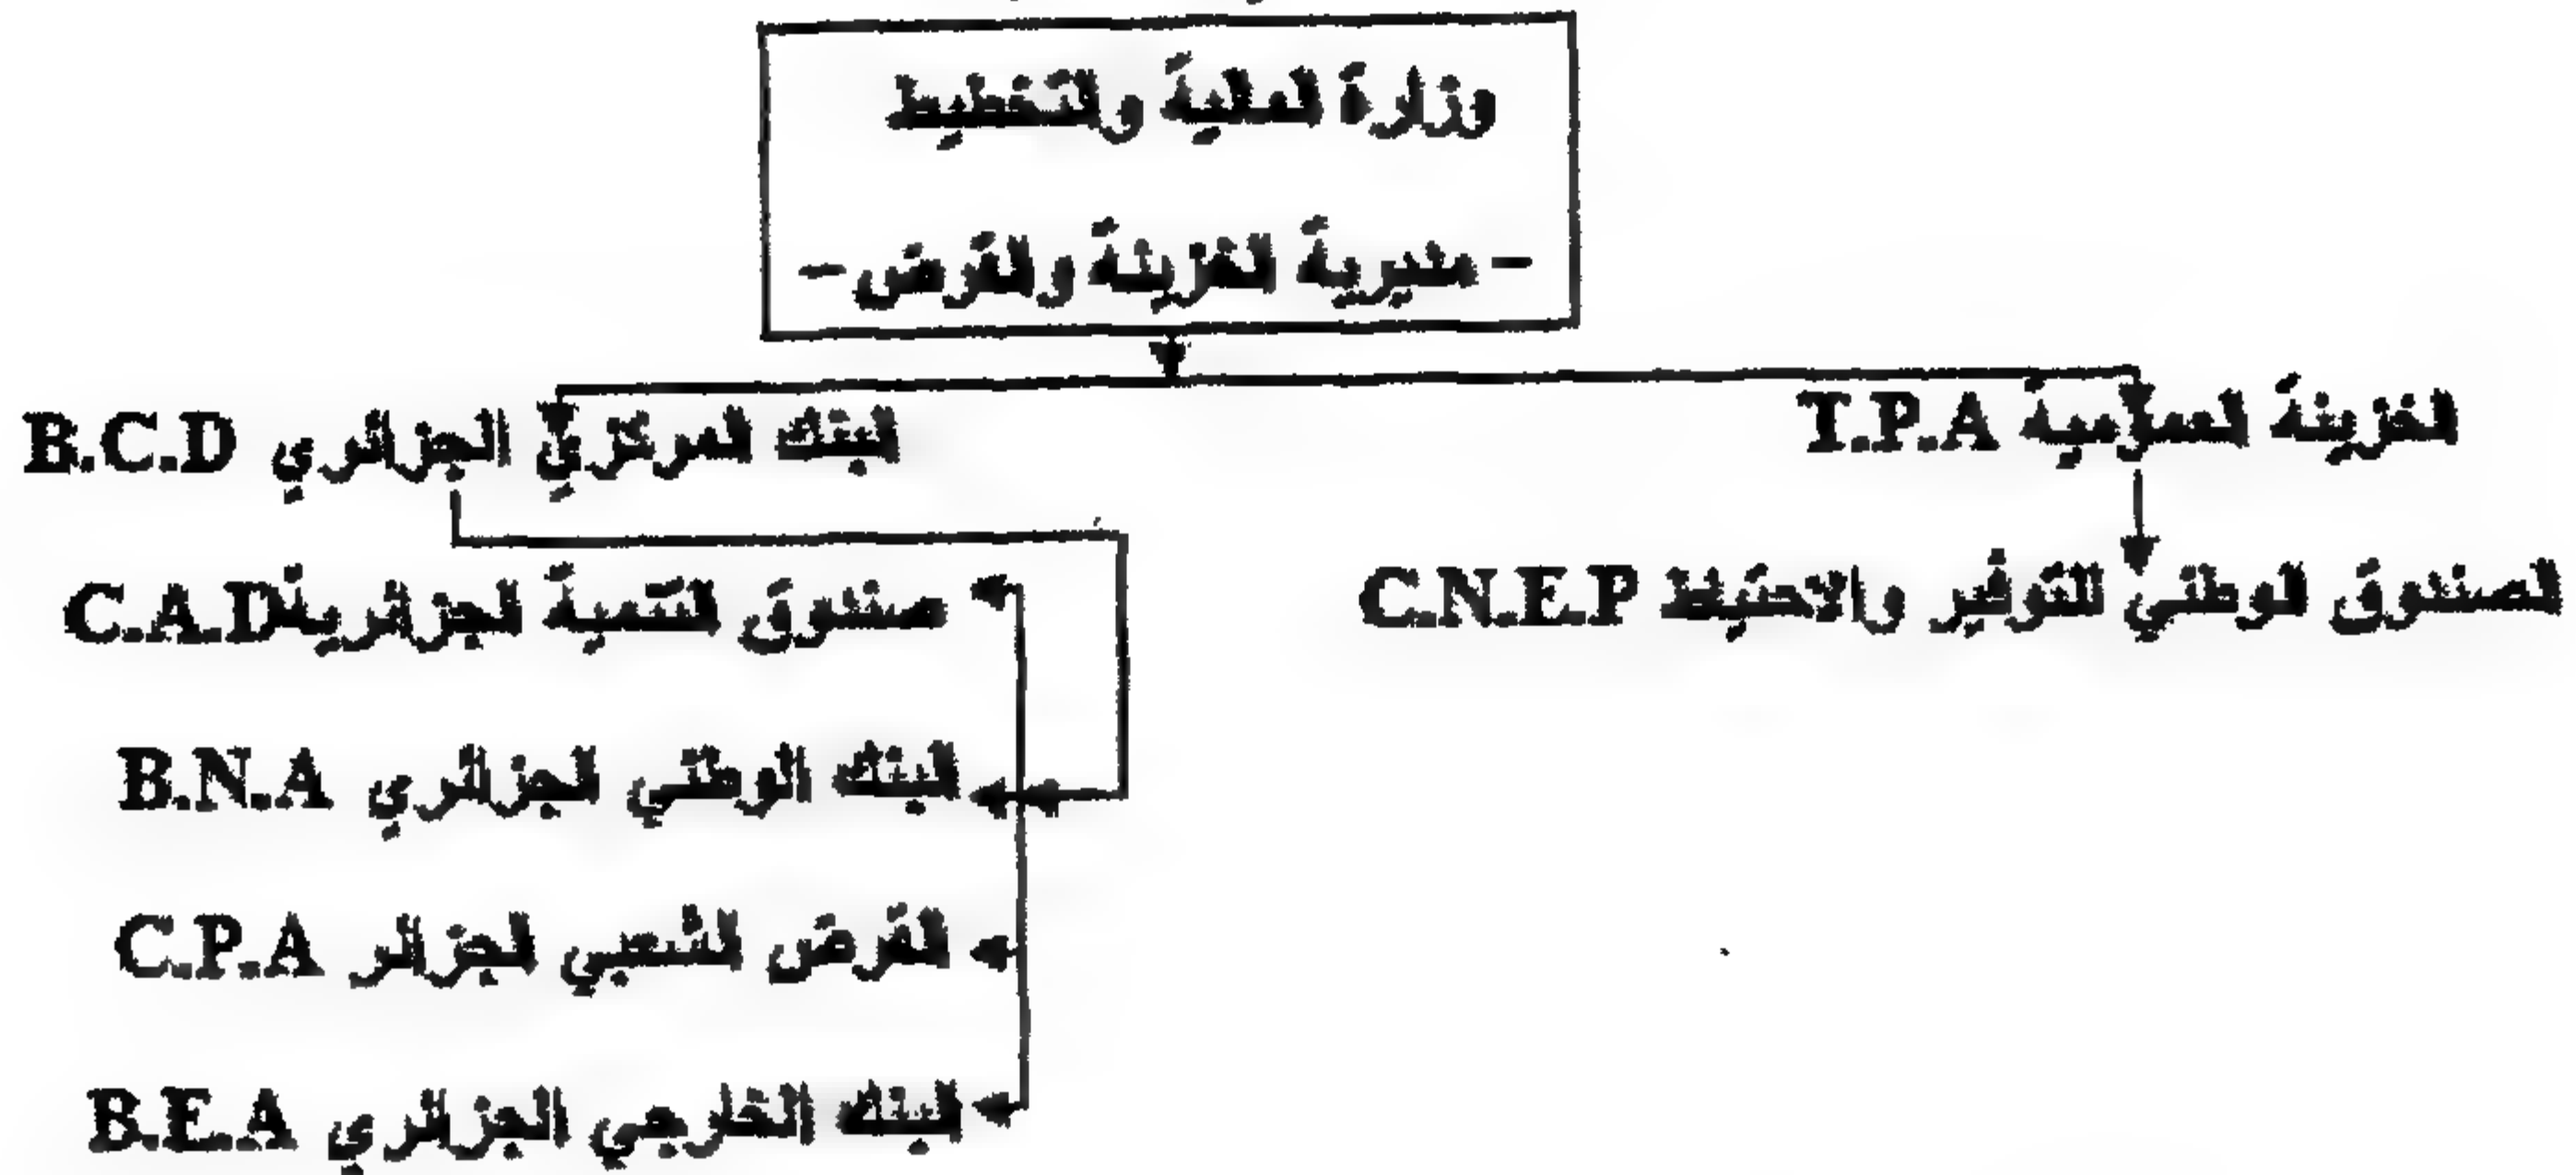 وزارة المالية والتخطيط
- مديرية الخزينة والقرض -
الخزينة العمومية T.P.A
البنك المركزي الجزائري B.C.D
الصندوق الوطني للتوفير والاحتياط C.N.E.P
صندوق التنمية الجزائرية C.A.D
البنك الوطني الجزائري B.N.A
القرض الشعبي الجزائر C.P.A
البنك الخارجي الجزائري B.E.A